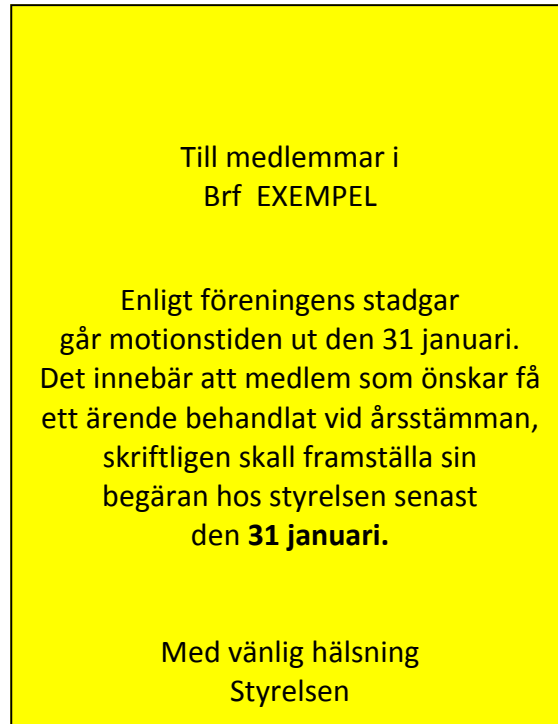 Till medlemmar i
Brf EXEMPEL
Enligt föreningens stadgar
går motionstiden ut den 31 januari.
Det innebär att medlem som önskar få
ett ärende behandlat vid årsstämman,
skriftligen skall framställa sin
begäran hos styrelsen senast
den 31 januari.
Med vänlig hälsning
Styrelsen